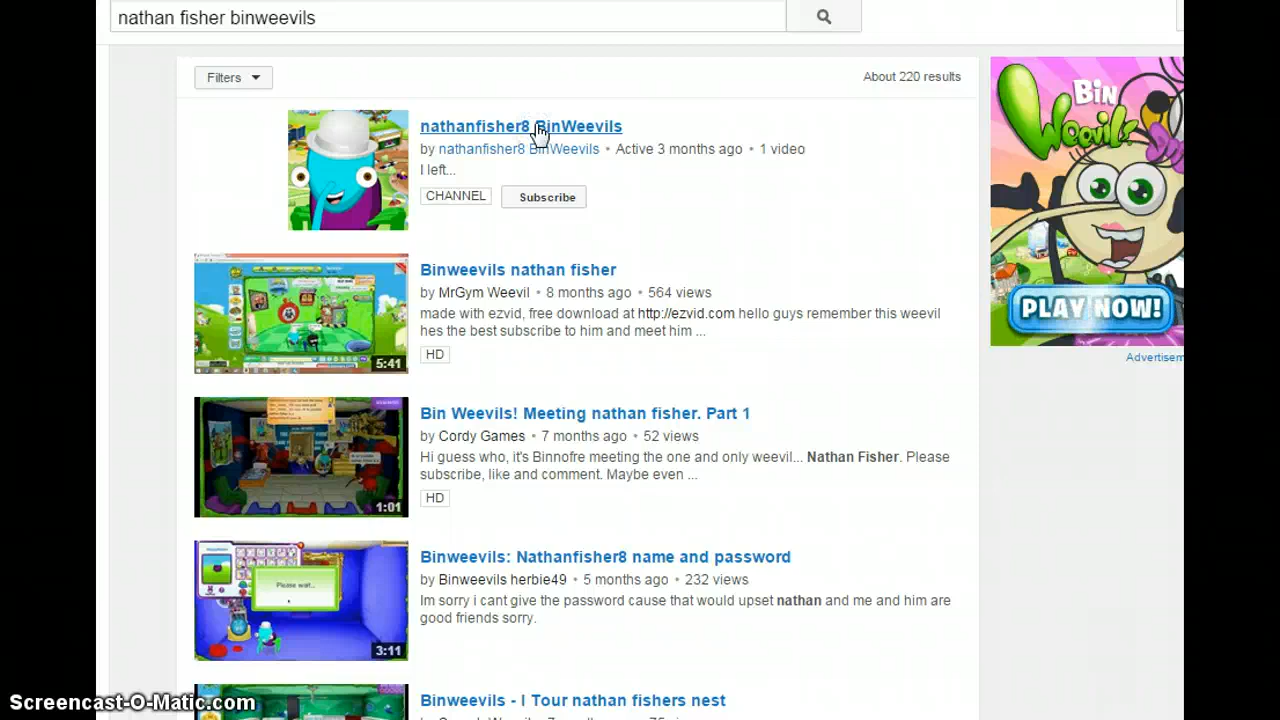 nathan fisher binweevils
Filters
About 220 results
nathanfisher8 BinWeevils
by nathanfisher8 BinWeevils • Active 3 months ago • 1 video
I left...
CHANNEL
Subscribe
Bin
Weevils
PLAY NOW!
Advertisem
Binweevils nathan fisher
by MrGym Weevil • 8 months ago • 564 views
made with ezvid, free download at http://ezvid.com hello guys remember this weevil
hes the best subscribe to him and meet him ...
HD
5:41
Bin Weevils! Meeting nathan fisher. Part 1
by Cordy Games • 7 months ago • 52 views
Hi guess who, it's Binnofre meeting the one and only weevil... Nathan Fisher. Please
subscribe, like and comment. Maybe even ...
HD
1:01
Binweevils: Nathanfisher8 name and password
by Binweevils herbie49 • 5 months ago • 232 views
Im sorry i cant give the password cause that would upset nathan and me and him are
good friends sorry.
Please wait...
3:11
Binweevils - I Tour nathan fishers nest
Screencast-O-Matic.com